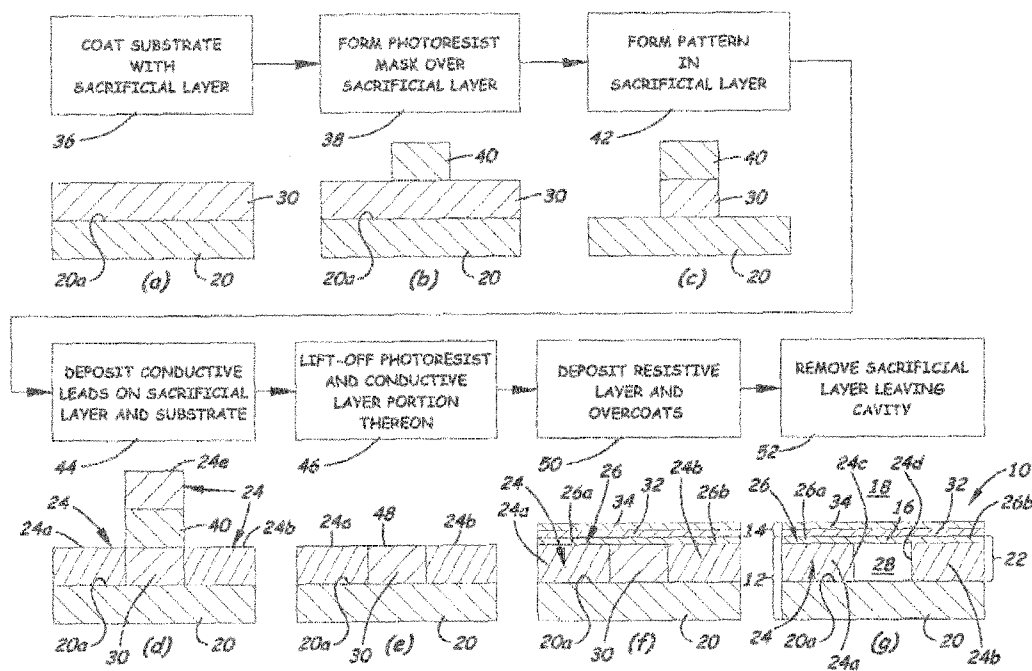 COAT SUBSTRATE
WITH
SACRIFICIAL LAYER
FORM PHOTORESIST
MASK OVER
SACRIFICIAL LAYER
FORM PATTERN
IN
SACRIFICIAL LAYER
36
38
42
40
40
30
30
30
20a
(a)
20
20a
(b)
20
(c)
20
DEPOSIT CONDUCTIVE
LEADS ON SACRIFICIAL
LAYER AND SUBSTRATE
LIFT-OFF PHOTORESIST
AND CONDUCTIVE
LAYER PORTION
THEREON
DEPOSIT RESISTIVE
LAYER AND
OVERCOATS
REMOVE SACRIFICIAL
LAYER LEAVING
CAVITY
44
46
50
52
24e
24
24
24a
40
24b
24a
48
24b
24
26
24b
26a
34
32
26b
24a
26
24c
24d
10
26a
34
18
16
32
26b
14
12
22
28
20a
30
(d)
20
20a
30
(e)
20
20a
30
(f)
20
24
20a
24a
(g)
20
24b